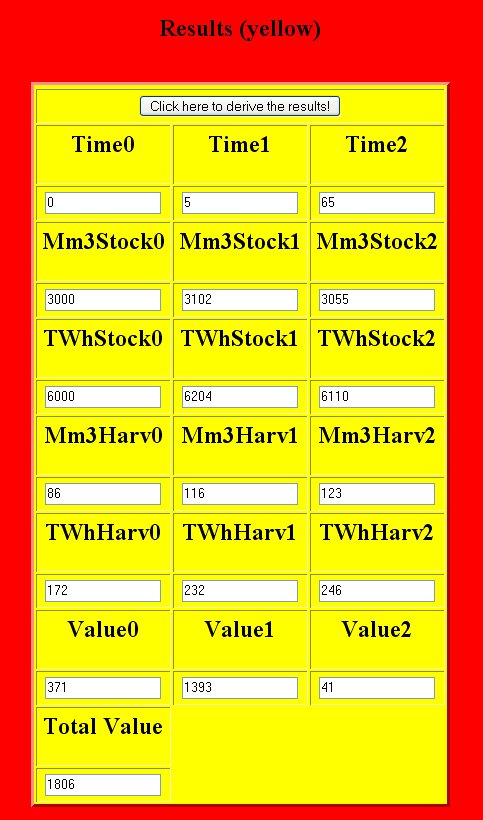 Results (yellow)
Click here to derive the results!
Time0 Time1 Time2
0 5 65
Mm3Stock0 Mm3Stock1 Mm3Stock2
3000 3102 3055
TWhStock0 TWhStock1 TWhStock2
6000 6204 6110
Mm3Harv0 Mm3Harv1 Mm3Harv2
86 116 123
TWhHarv0 TWhHarv1 TWhHarv2
172 232 246
Value0 Value1 Value2
371 1393 41
Total Value
1806